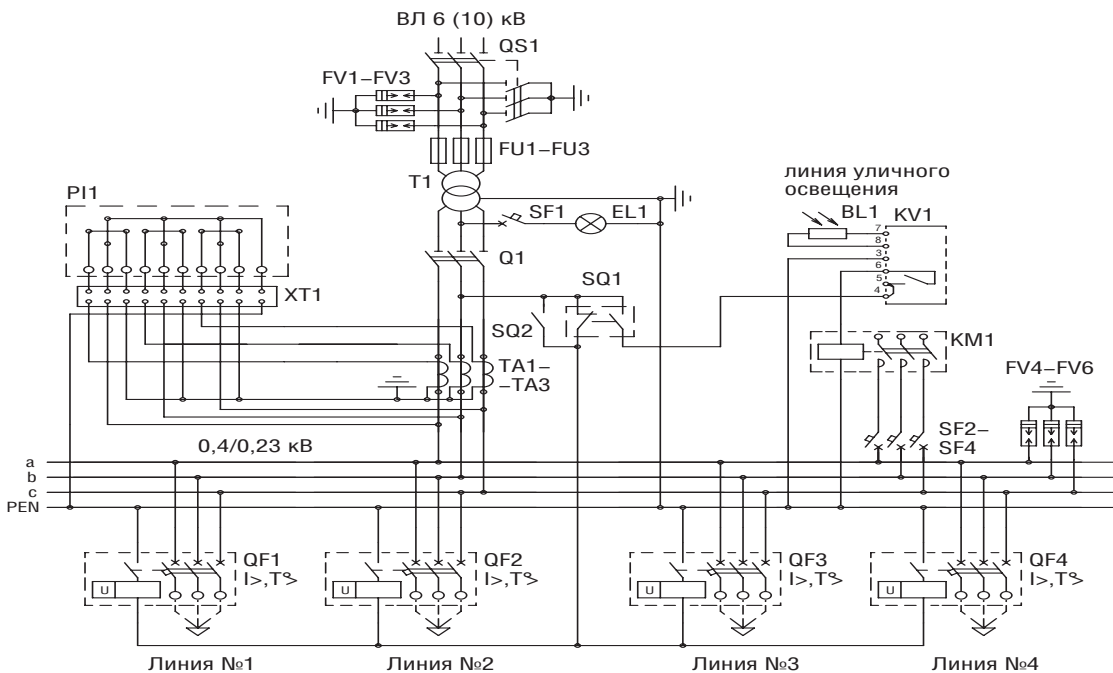 ВЛ 6 (10) кВ
QS1
FV1–FV3
FU1–FU3
линия уличного
освещения
T1
PI1
SF1
EL1
BL1
KV1
7
8
3
6
5
4
Q1
SQ1
XT1
SQ2
KM1
TA1–
-TA3
FV4–FV6
SF2–
SF4
0,4/0,23 кВ
a
b
c
PEN
QF1
I>,T°>
U
QF2
I>,T°>
U
QF3
I>,T°>
U
QF4
I>,T°>
U
Линия №1
Линия №2
Линия №3
Линия №4